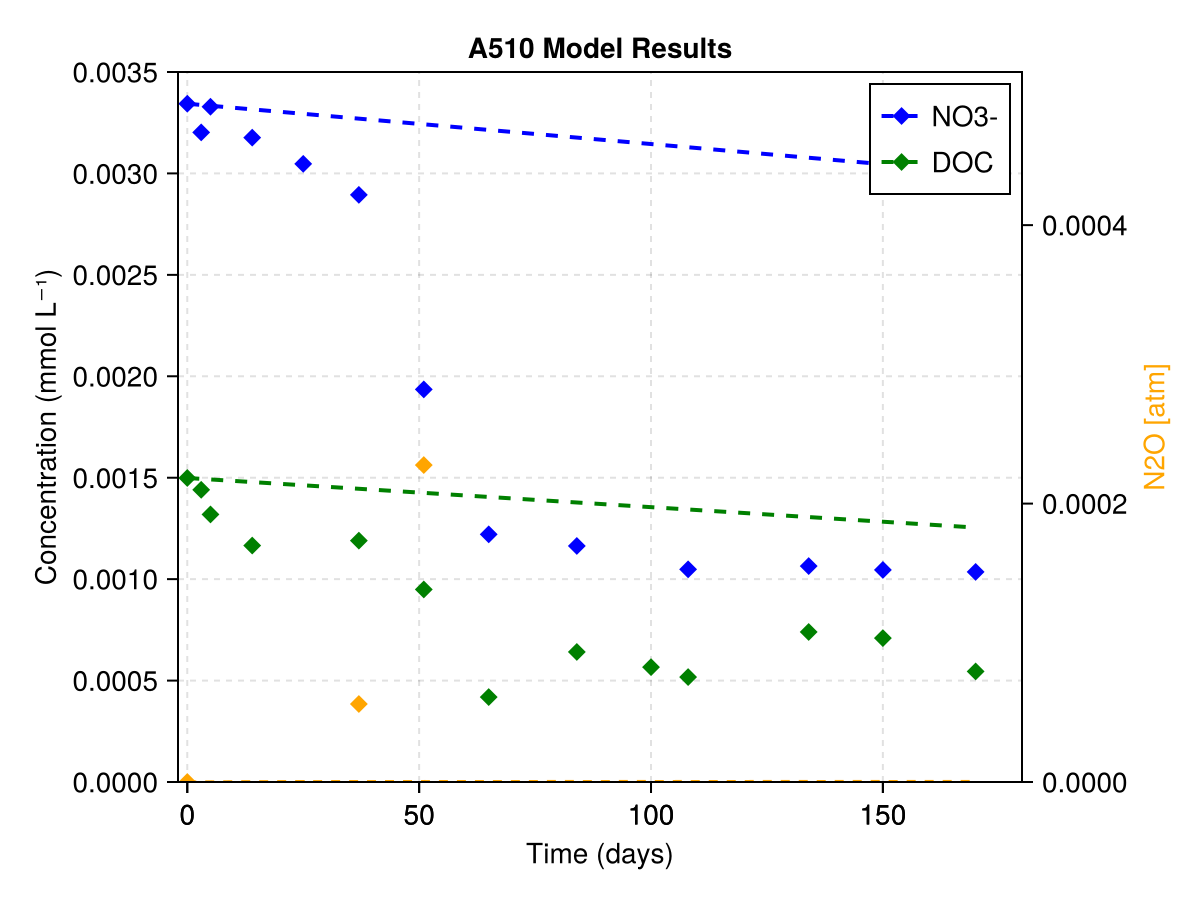 A510 Model Results
0.0035
0.0030
0.0025
0.0020
0.0015
0.0010
0.0005
0.0000
Concentration (mmol L⁻¹)
NO3-
DOC
0.0004
0.0002
0.0000
N2O [atm]
0 50 100 150
Time (days)